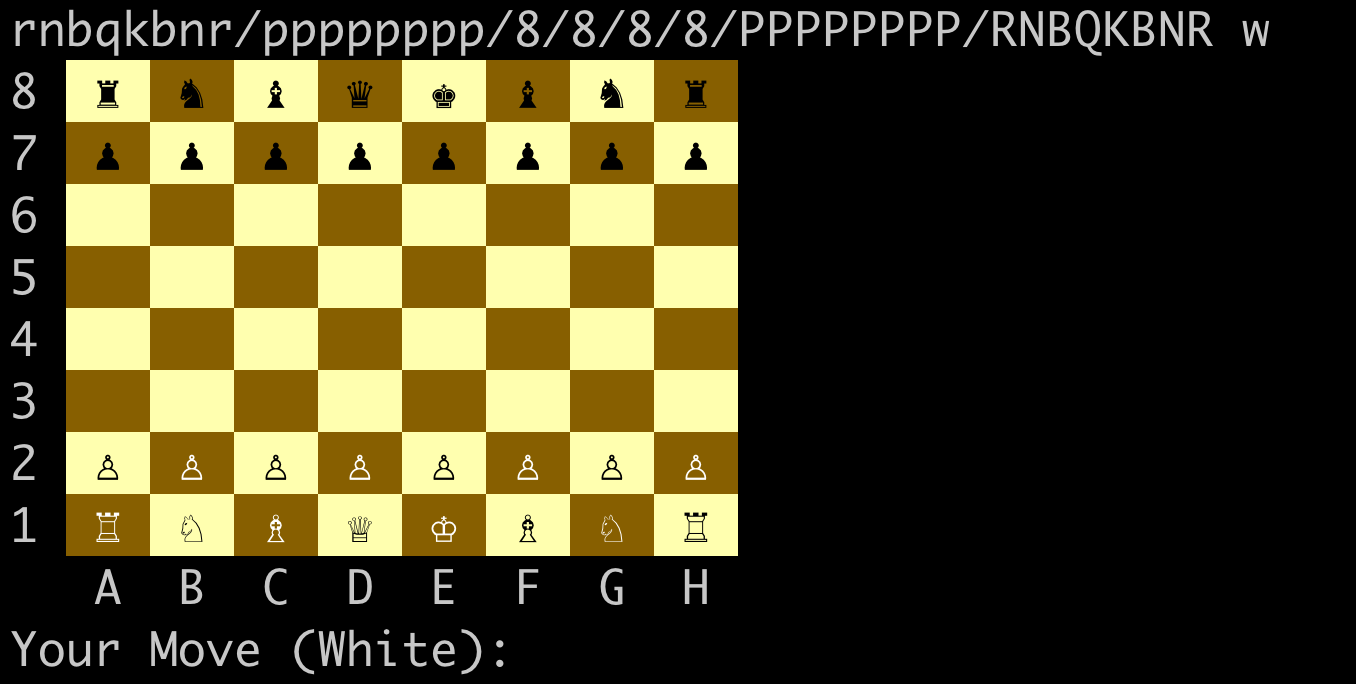 rnbqkbnr/pppppppp/8/8/8/8/PPPPPPPP/RNBQKBNR w
8 ♜ ♞ ♝ ♛ ♚ ♝ ♞ ♜
7 ♟ ♟ ♟ ♟ ♟ ♟ ♟ ♟
6
5
4
3
2 ♙ ♙ ♙ ♙ ♙ ♙ ♙ ♙
1 ♖ ♘ ♗ ♕ ♔ ♗ ♘ ♖
A B C D E F G H
Your Move (White):